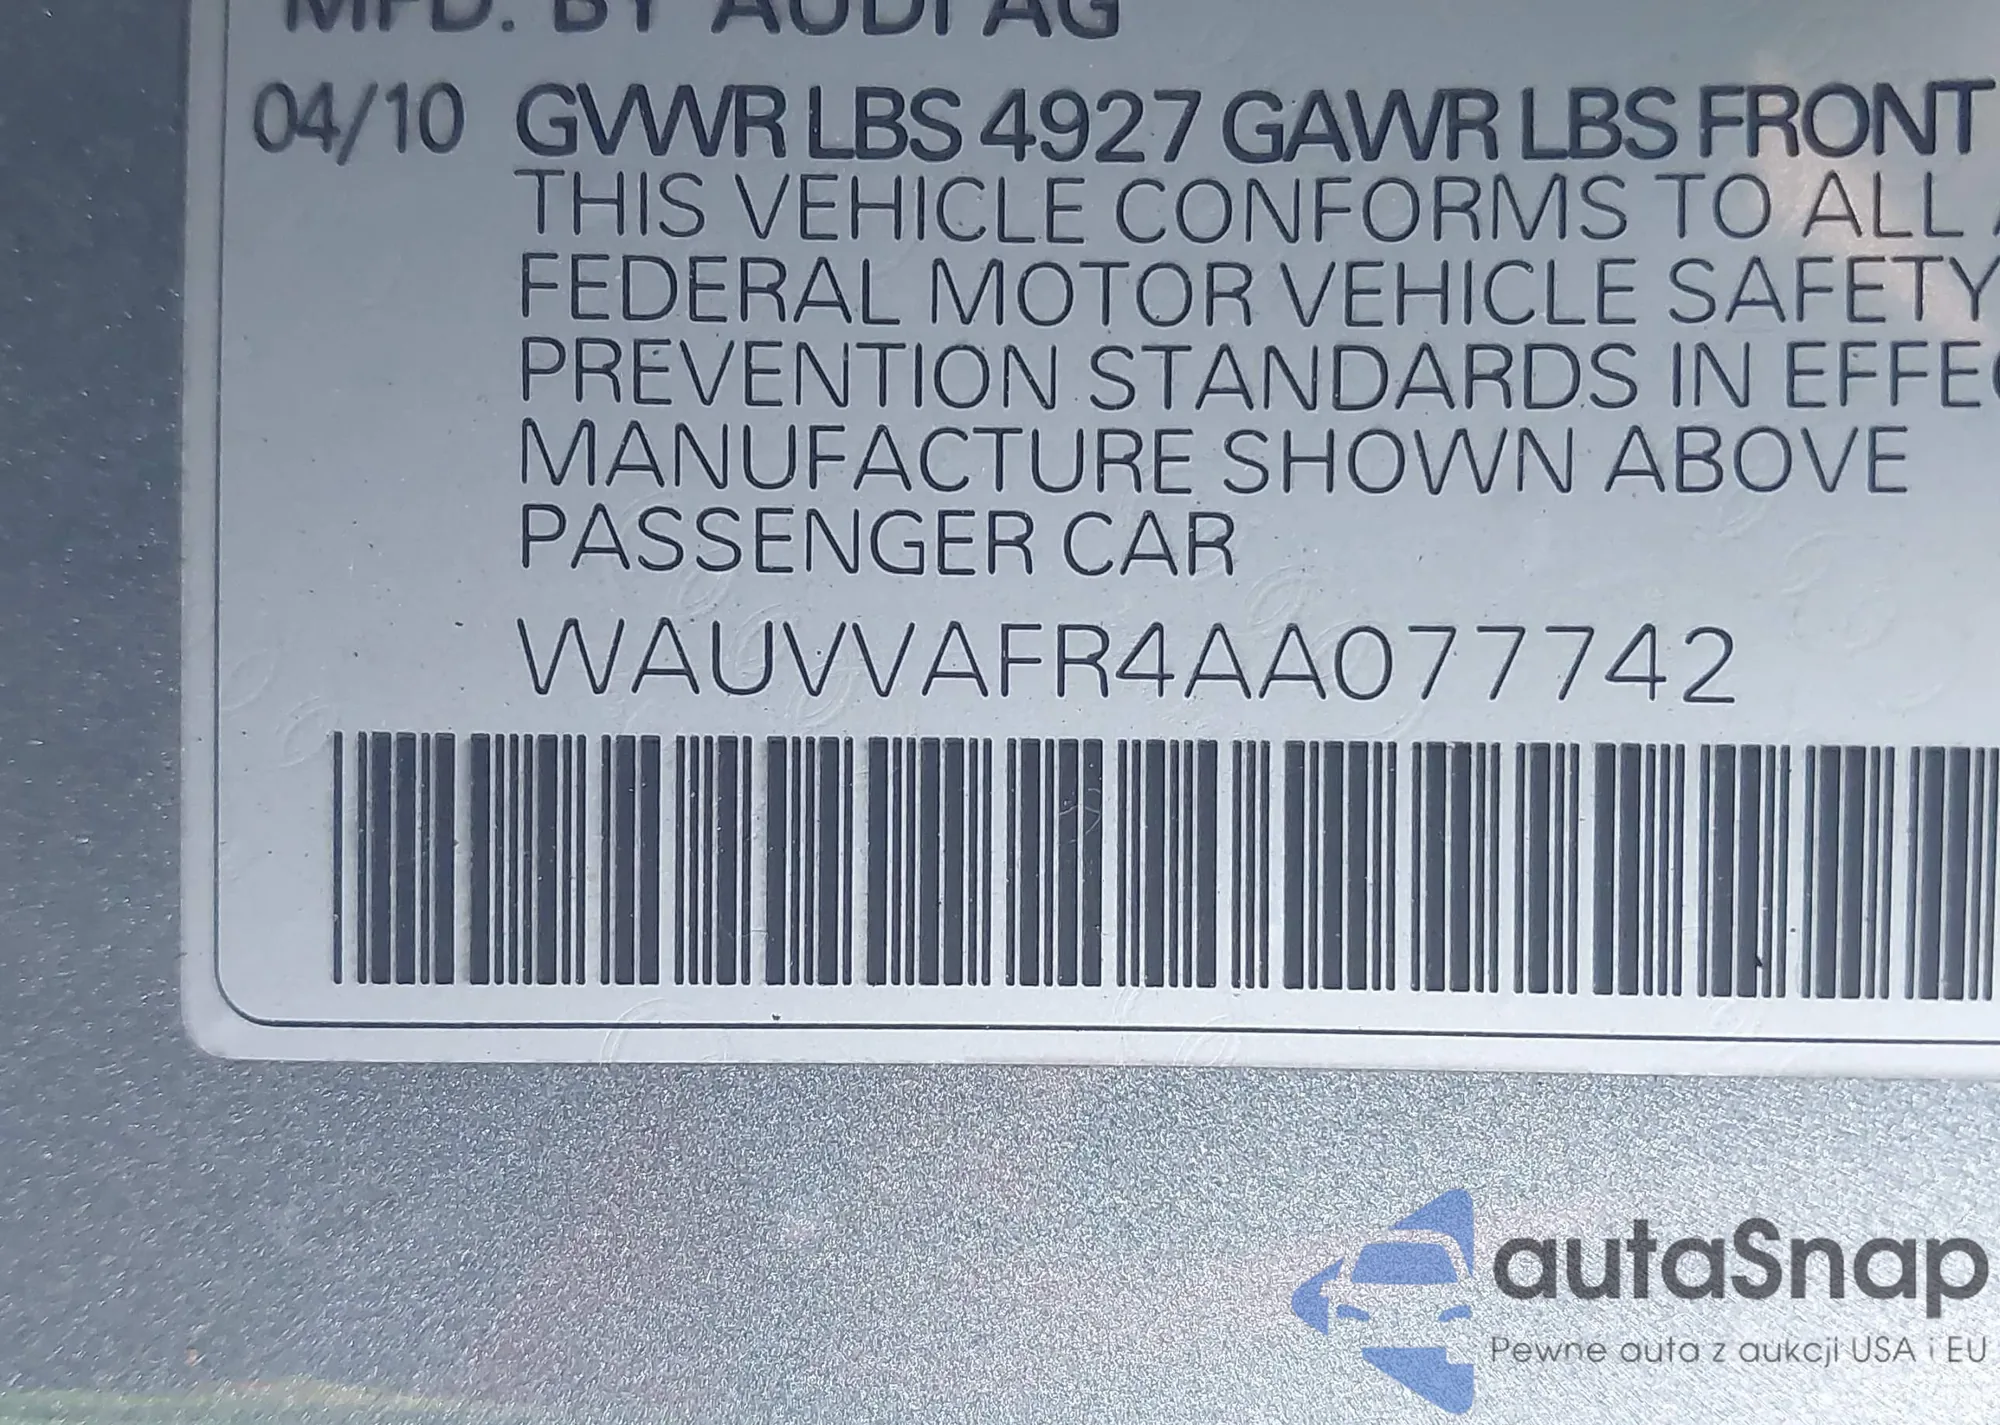 MFD. BY AUDI AG
04/10 GVWR LBS 4927 GAWR LBS FRONT
THIS VEHICLE CONFORMS TO ALL
FEDERAL MOTOR VEHICLE SAFETY
PREVENTION STANDARDS IN EFFEC
MANUFACTURE SHOWN ABOVE
PASSENGER CAR
WAUVVAFR4AA077742
autaSnap
Pewne auta z aukcji USA i EU